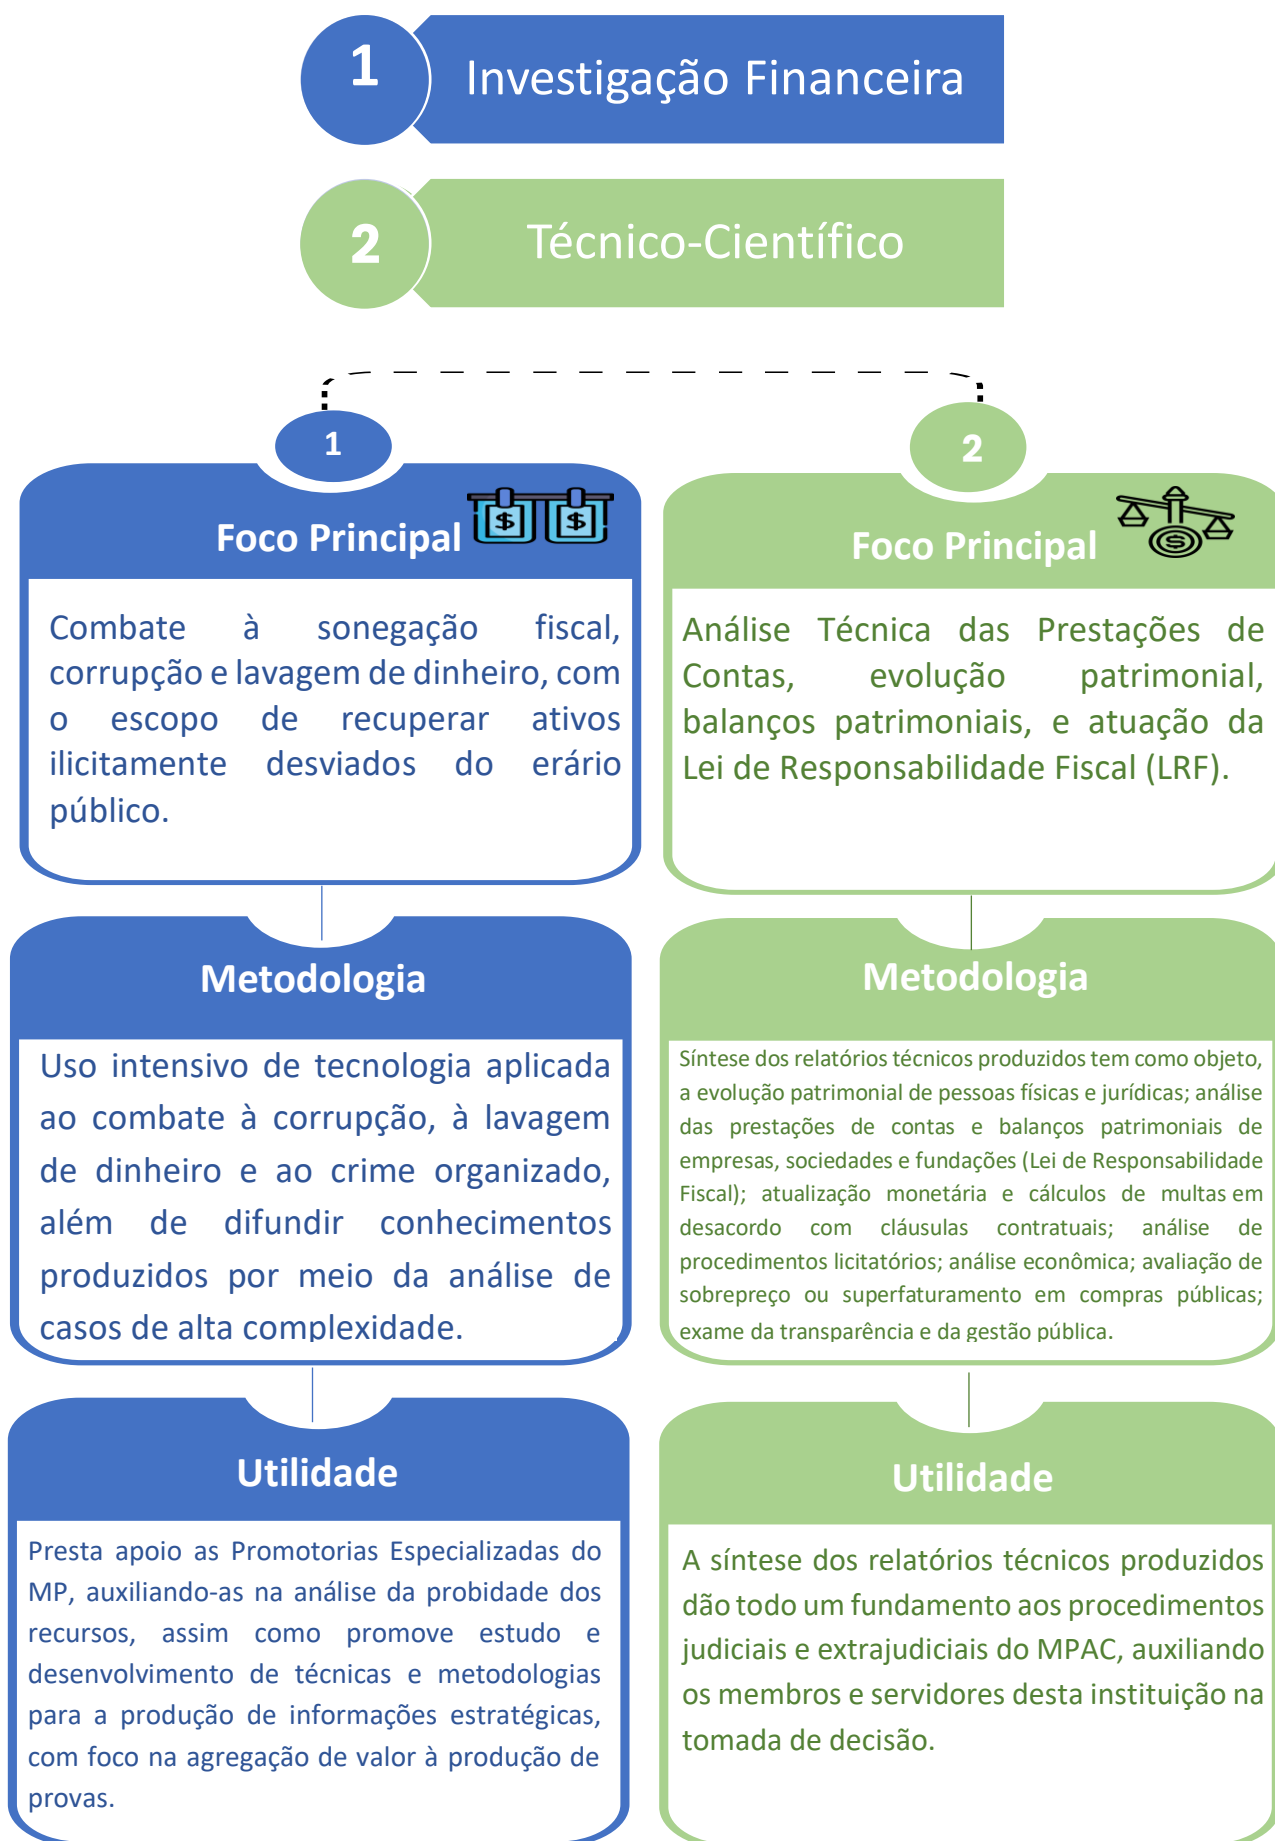 1
Investigação Financeira
2
Técnico-Científico
1
Foco Principal
Combate à sonegação fiscal,
corrupção e lavagem de dinheiro, com
o escopo de recuperar ativos
ilicitamente desviados do erário
público.
2
Foco Principal
Análise Técnica das Prestações de
Contas, evolução patrimonial,
balanços patrimoniais, e atuação da
Lei de Responsabilidade Fiscal (LRF).
Metodologia
Uso intensivo de tecnologia aplicada
ao combate à corrupção, à lavagem
de dinheiro e ao crime organizado,
além de difundir conhecimentos
produzidos por meio da análise de
casos de alta complexidade.
Metodologia
Síntese dos relatórios técnicos produzidos tem como objeto,
a evolução patrimonial de pessoas físicas e jurídicas; análise
das prestações de contas e balanços patrimoniais de
empresas, sociedades e fundações (Lei de Responsabilidade
Fiscal); atualização monetária e cálculos de multas em
desacordo com cláusulas contratuais; análise de
procedimentos licitatórios; análise econômica; avaliação de
sobrepreço ou superfaturamento em compras públicas;
exame da transparência e da gestão pública.
Utilidade
Presta apoio as Promotorias Especializadas do
MP, auxiliando-as na análise da probidade dos
recursos, assim como promove estudo e
desenvolvimento de técnicas e metodologias
para a produção de informações estratégicas,
com foco na agregação de valor à produção de
provas.
Utilidade
A síntese dos relatórios técnicos produzidos
dão todo um fundamento aos procedimentos
judiciais e extrajudiciais do MPAC, auxiliando
os membros e servidores desta instituição na
tomada de decisão.